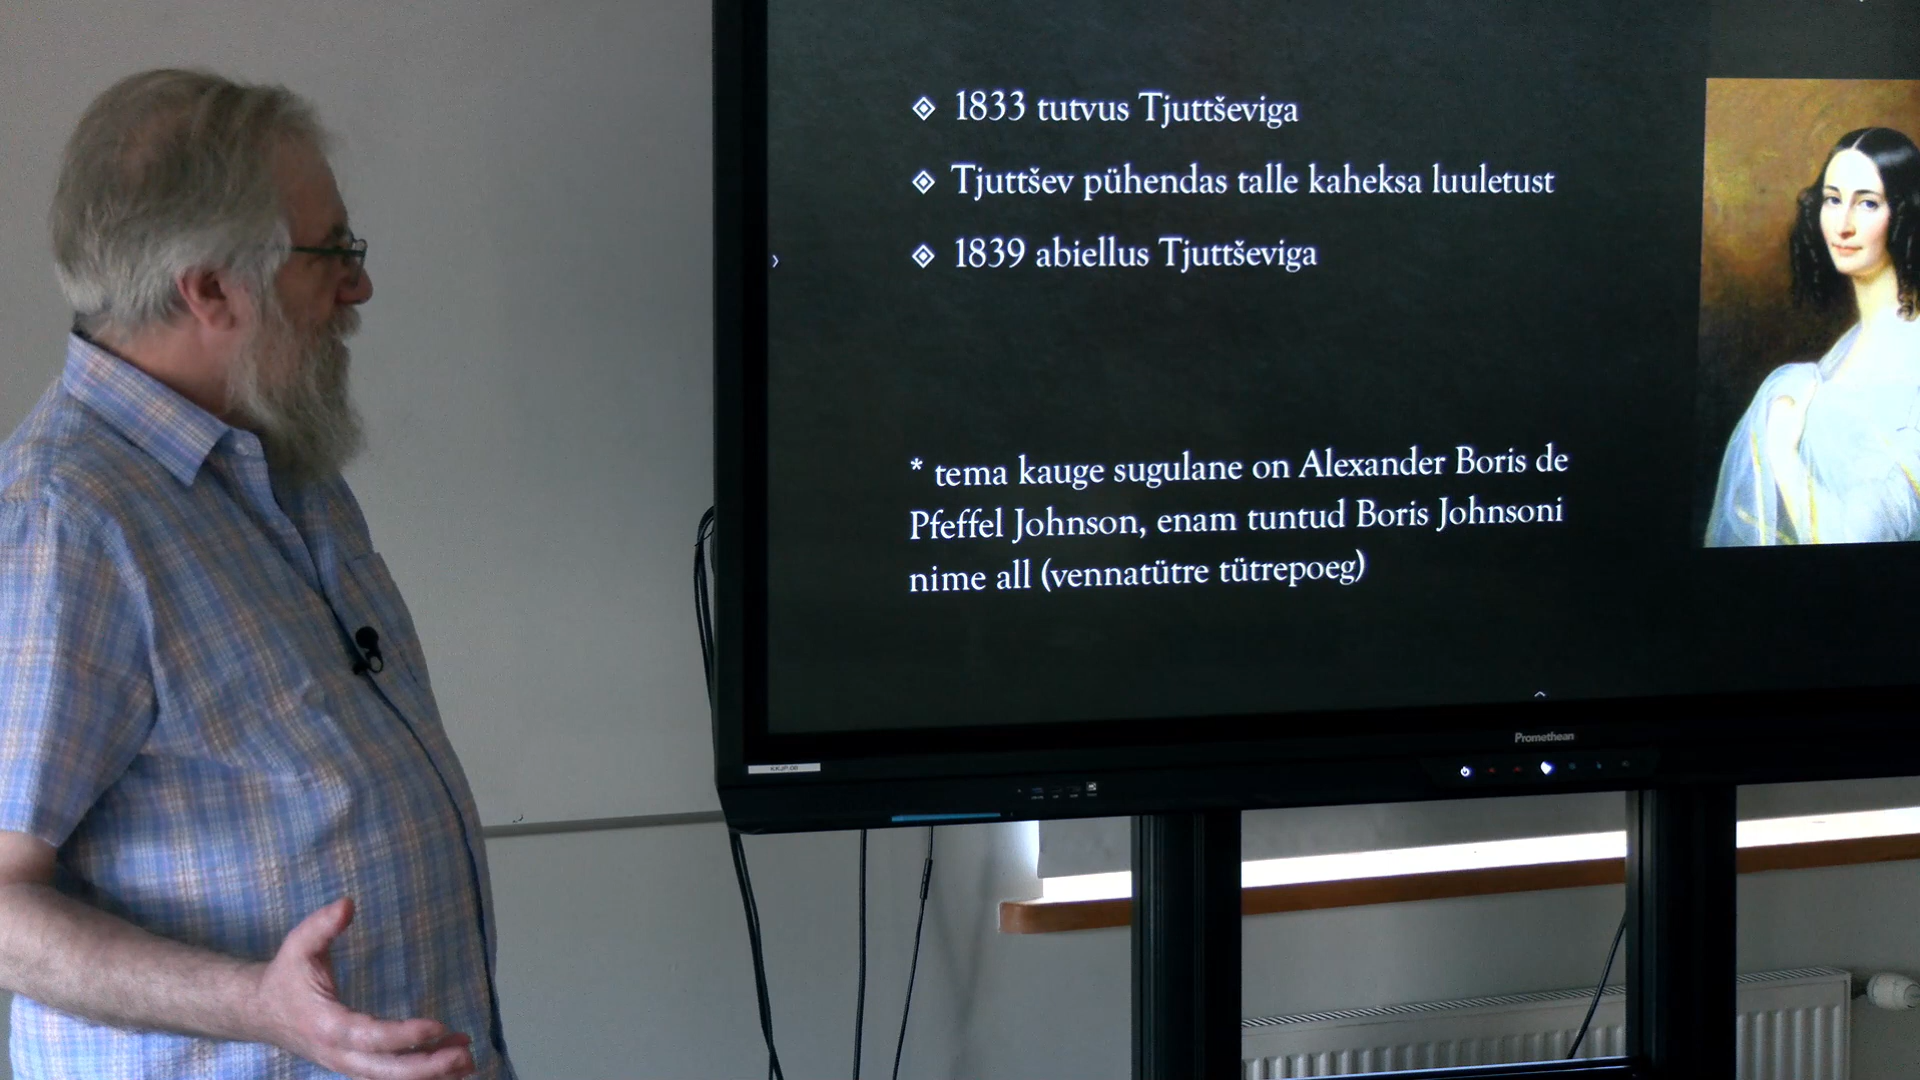 1833 tutvus Tjuttševiga
Tjuttšev pühendas talle kaheksa luuletust
1839 abiellus Tjuttševiga
* tema kauge sugulane on Alexander Boris de
Pfeffel Johnson, enam tuntud Boris Johnsoni
nime all (vennatütre tütrepoeg)
Promethean